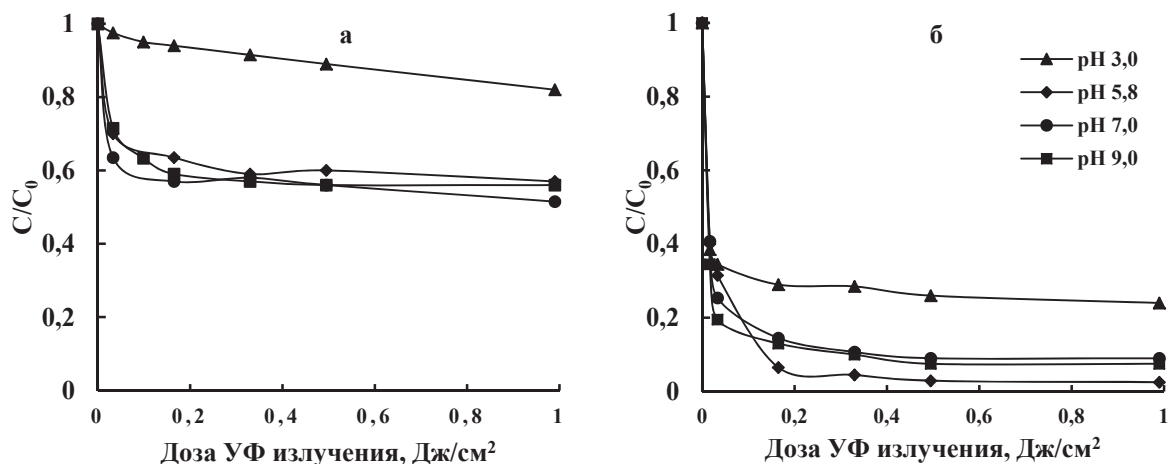 а
1
0,8
0,6
0,4
0,2
0
C/C₀
0 0,2 0,4 0,6 0,8 1
Доза УФ излучения, Дж/см²
б
1
0,8
0,6
0,4
0,2
0
C/C₀
0 0,2 0,4 0,6 0,8 1
Доза УФ излучения, Дж/см²
pH 3,0
pH 5,8
pH 7,0
pH 9,0